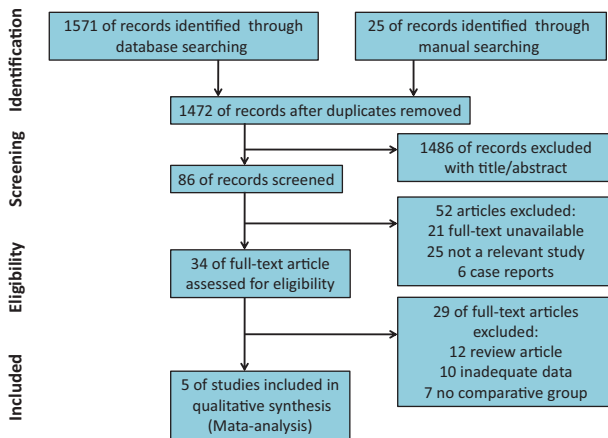 Identification
1571 of records identified through
database searching
25 of records identified through
manual searching
1472 of records after duplicates removed
Screening
1486 of records excluded
with title/abstract
86 of records screened
Eligibility
52 articles excluded:
21 full-text unavailable
25 not a relevant study
6 case reports
34 of full-text article
assessed for eligibility
Included
29 of full-text articles
excluded:
12 review article
10 inadequate data
7 no comparative group
5 of studies included in
qualitative synthesis
(Mata-analysis)